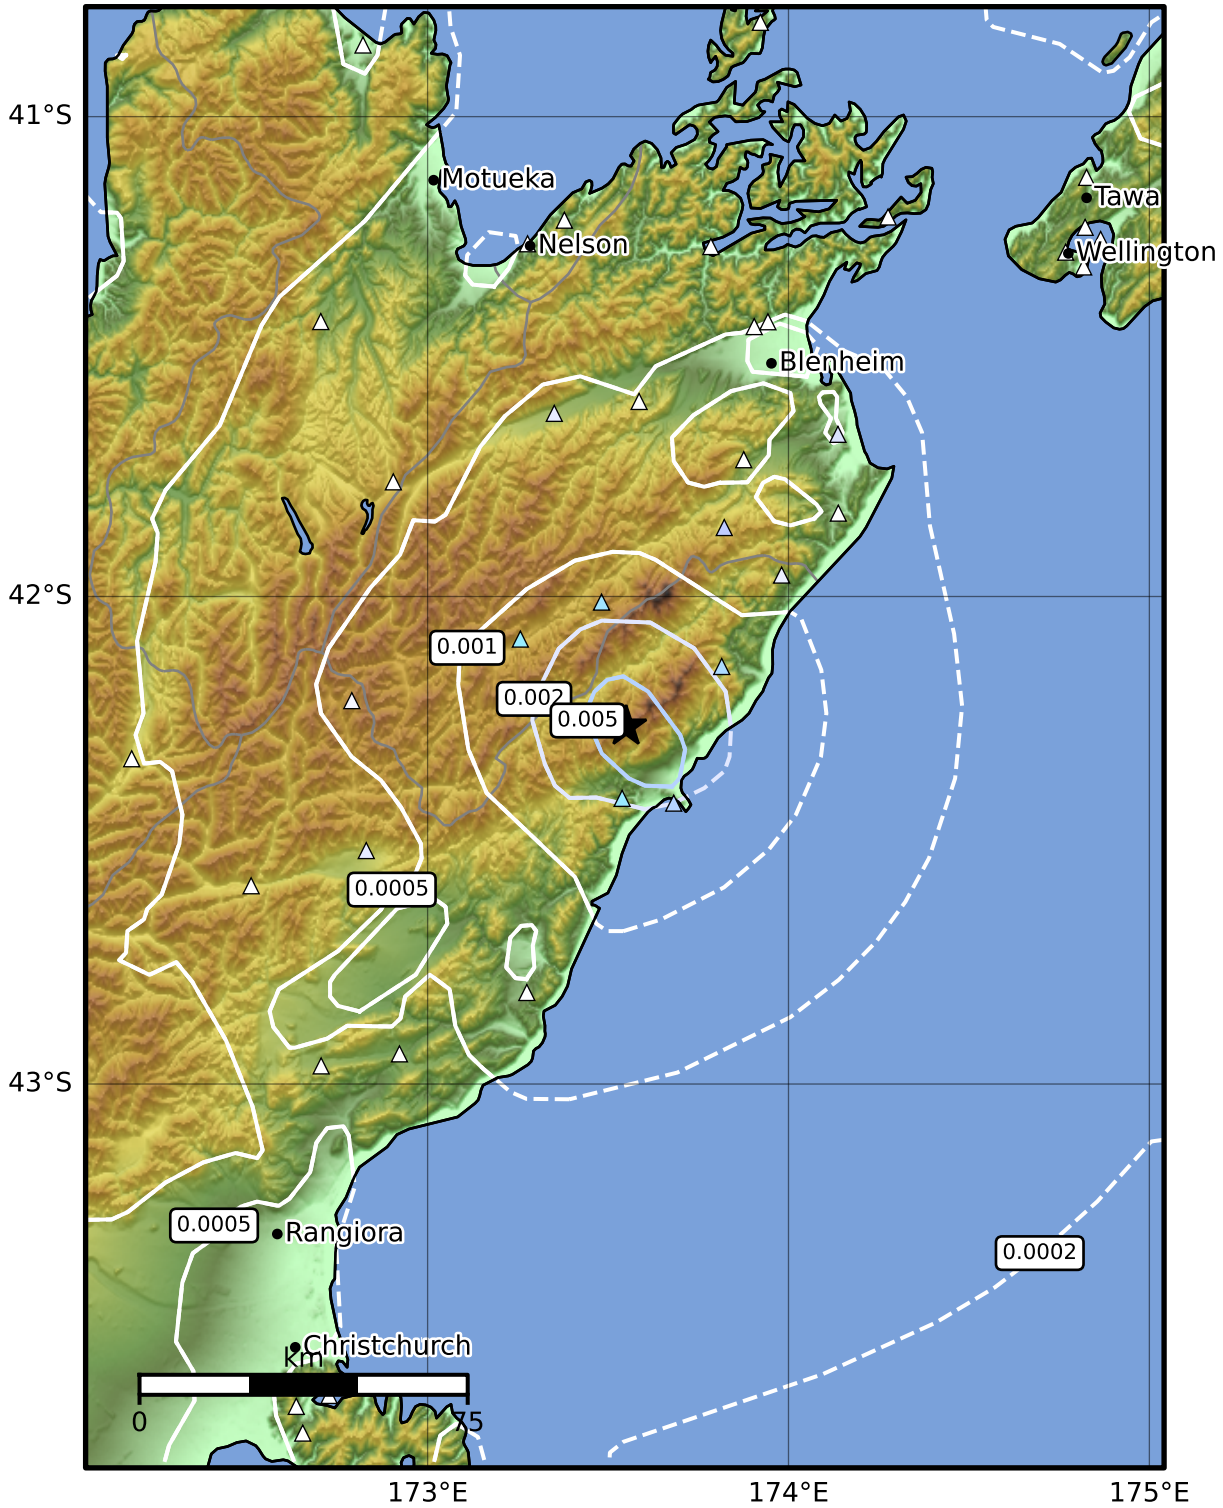 41°S
Motueka
Tawa
Nelson
Wellington
Blenheim
42°S
0.001
0.002
0.005
0.0005
43°S
0.0005
Rangiora
0.0002
Christchurch
km
0
75
173°E
174°E
175°E